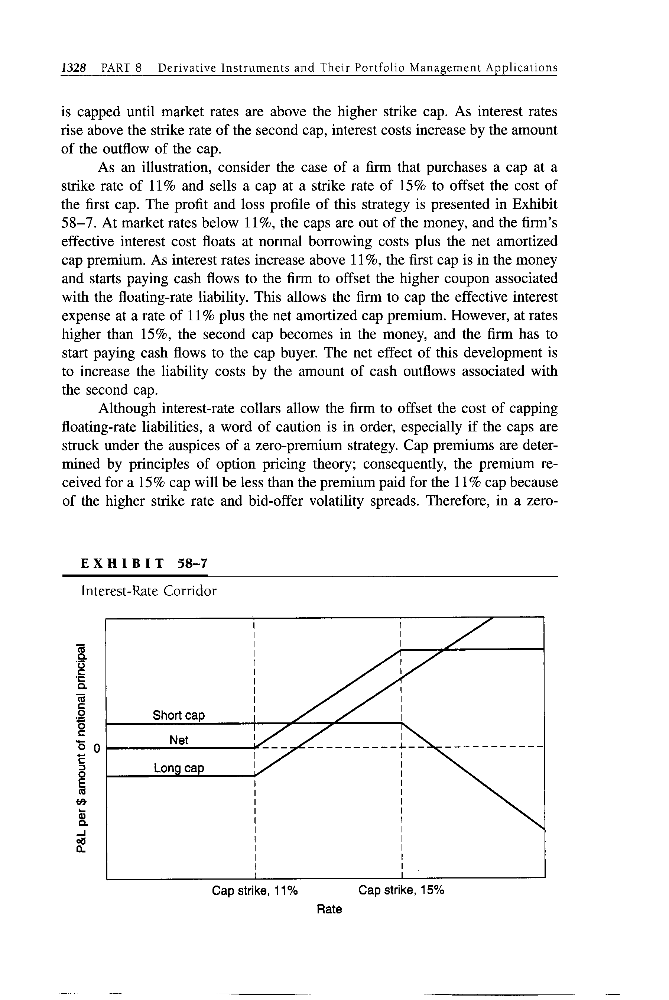 1328 PART 8 Derivative Instruments and Their Portfolio Management Applications
is capped until market rates are above the higher strike cap. As interest rates
rise above the strike rate of the second cap, interest costs increase by the amount
of the outflow of the cap.
As an illustration, consider the case of a firm that purchases a cap at a
strike rate of 11% and sells a cap at a strike rate of 15% to offset the cost of
the first cap. The profit and loss profile of this strategy is presented in Exhibit
58–7. At market rates below 11%, the caps are out of the money, and the firm's
effective interest cost floats at normal borrowing costs plus the net amortized
cap premium. As interest rates increase above 11%, the first cap is in the money
and starts paying cash flows to the firm to offset the higher coupon associated
with the floating-rate liability. This allows the firm to cap the effective interest
expense at a rate of 11% plus the net amortized cap premium. However, at rates
higher than 15%, the second cap becomes in the money, and the firm has to
start paying cash flows to the cap buyer. The net effect of this development is
to increase the liability costs by the amount of cash outflows associated with
the second cap.
Although interest-rate collars allow the firm to offset the cost of capping
floating-rate liabilities, a word of caution is in order, especially if the caps are
struck under the auspices of a zero-premium strategy. Cap premiums are deter-
mined by principles of option pricing theory; consequently, the premium re-
ceived for a 15% cap will be less than the premium paid for the 11% cap because
of the higher strike rate and bid-offer volatility spreads. Therefore, in a zero-
EXHIBIT 58–7
Interest-Rate Corridor
P&L per $ amount of notional principal
Short cap
Net
0
Long cap
Cap strike, 11% Cap strike, 15%
Rate